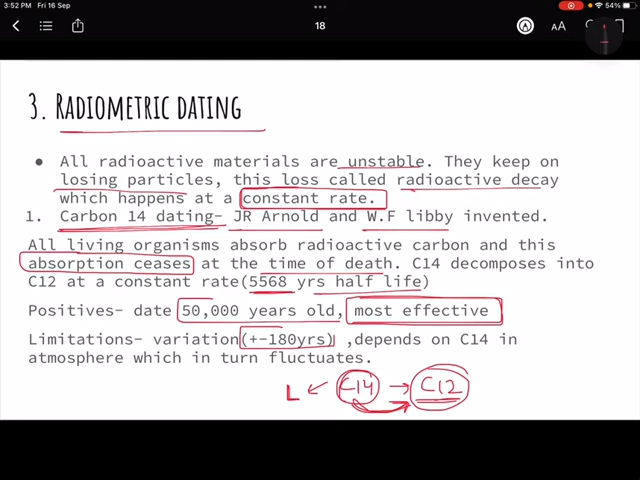 3:52 PM Fri 16 Sep
54%
18
AA
3. RADIOMETRIC DATING
• All radioactive materials are unstable. They keep on
losing particles, this loss called radioactive decay
which happens at a constant rate.
1. Carbon 14 dating- JR Arnold and W.F libby invented.
All living organisms absorb radioactive carbon and this
absorption ceases at the time of death. C14 decomposes into
C12 at a constant rate(5568 yrs half life)
Positives- date 50,000 years old, most effective
Limitations- variation(+-180yrs) ,depends on C14 in
atmosphere which in turn fluctuates.
L ← C14 → C12